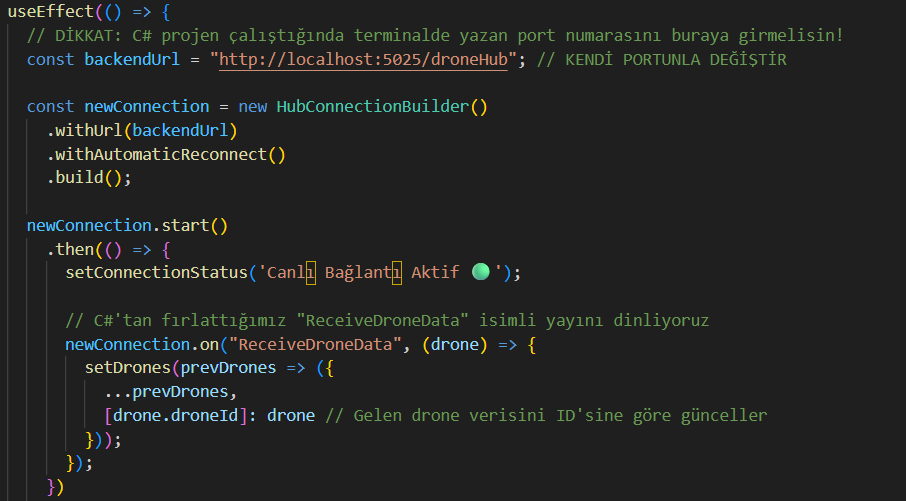 useEffect(() => {
// DİKKAT: C# projen çalıştığında terminalde yazan port numarasını buraya girmelisin!
const backendUrl = "http://localhost:5025/droneHub"; // KENDİ PORTUNLA DEĞİŞTİR
const newConnection = new HubConnectionBuilder()
.withUrl(backendUrl)
.withAutomaticReconnect()
.build();
newConnection.start()
.then(() => {
setConnectionStatus('Canlı Bağlantı Aktif 🟢');
// C#'tan fırlattığımız "ReceiveDroneData" isimli yayını dinliyoruz
newConnection.on("ReceiveDroneData", (drone) => {
setDrones(prevDrones => ({
...prevDrones,
[drone.droneId]: drone // Gelen drone verisini ID'sine göre günceller
}));
});
})